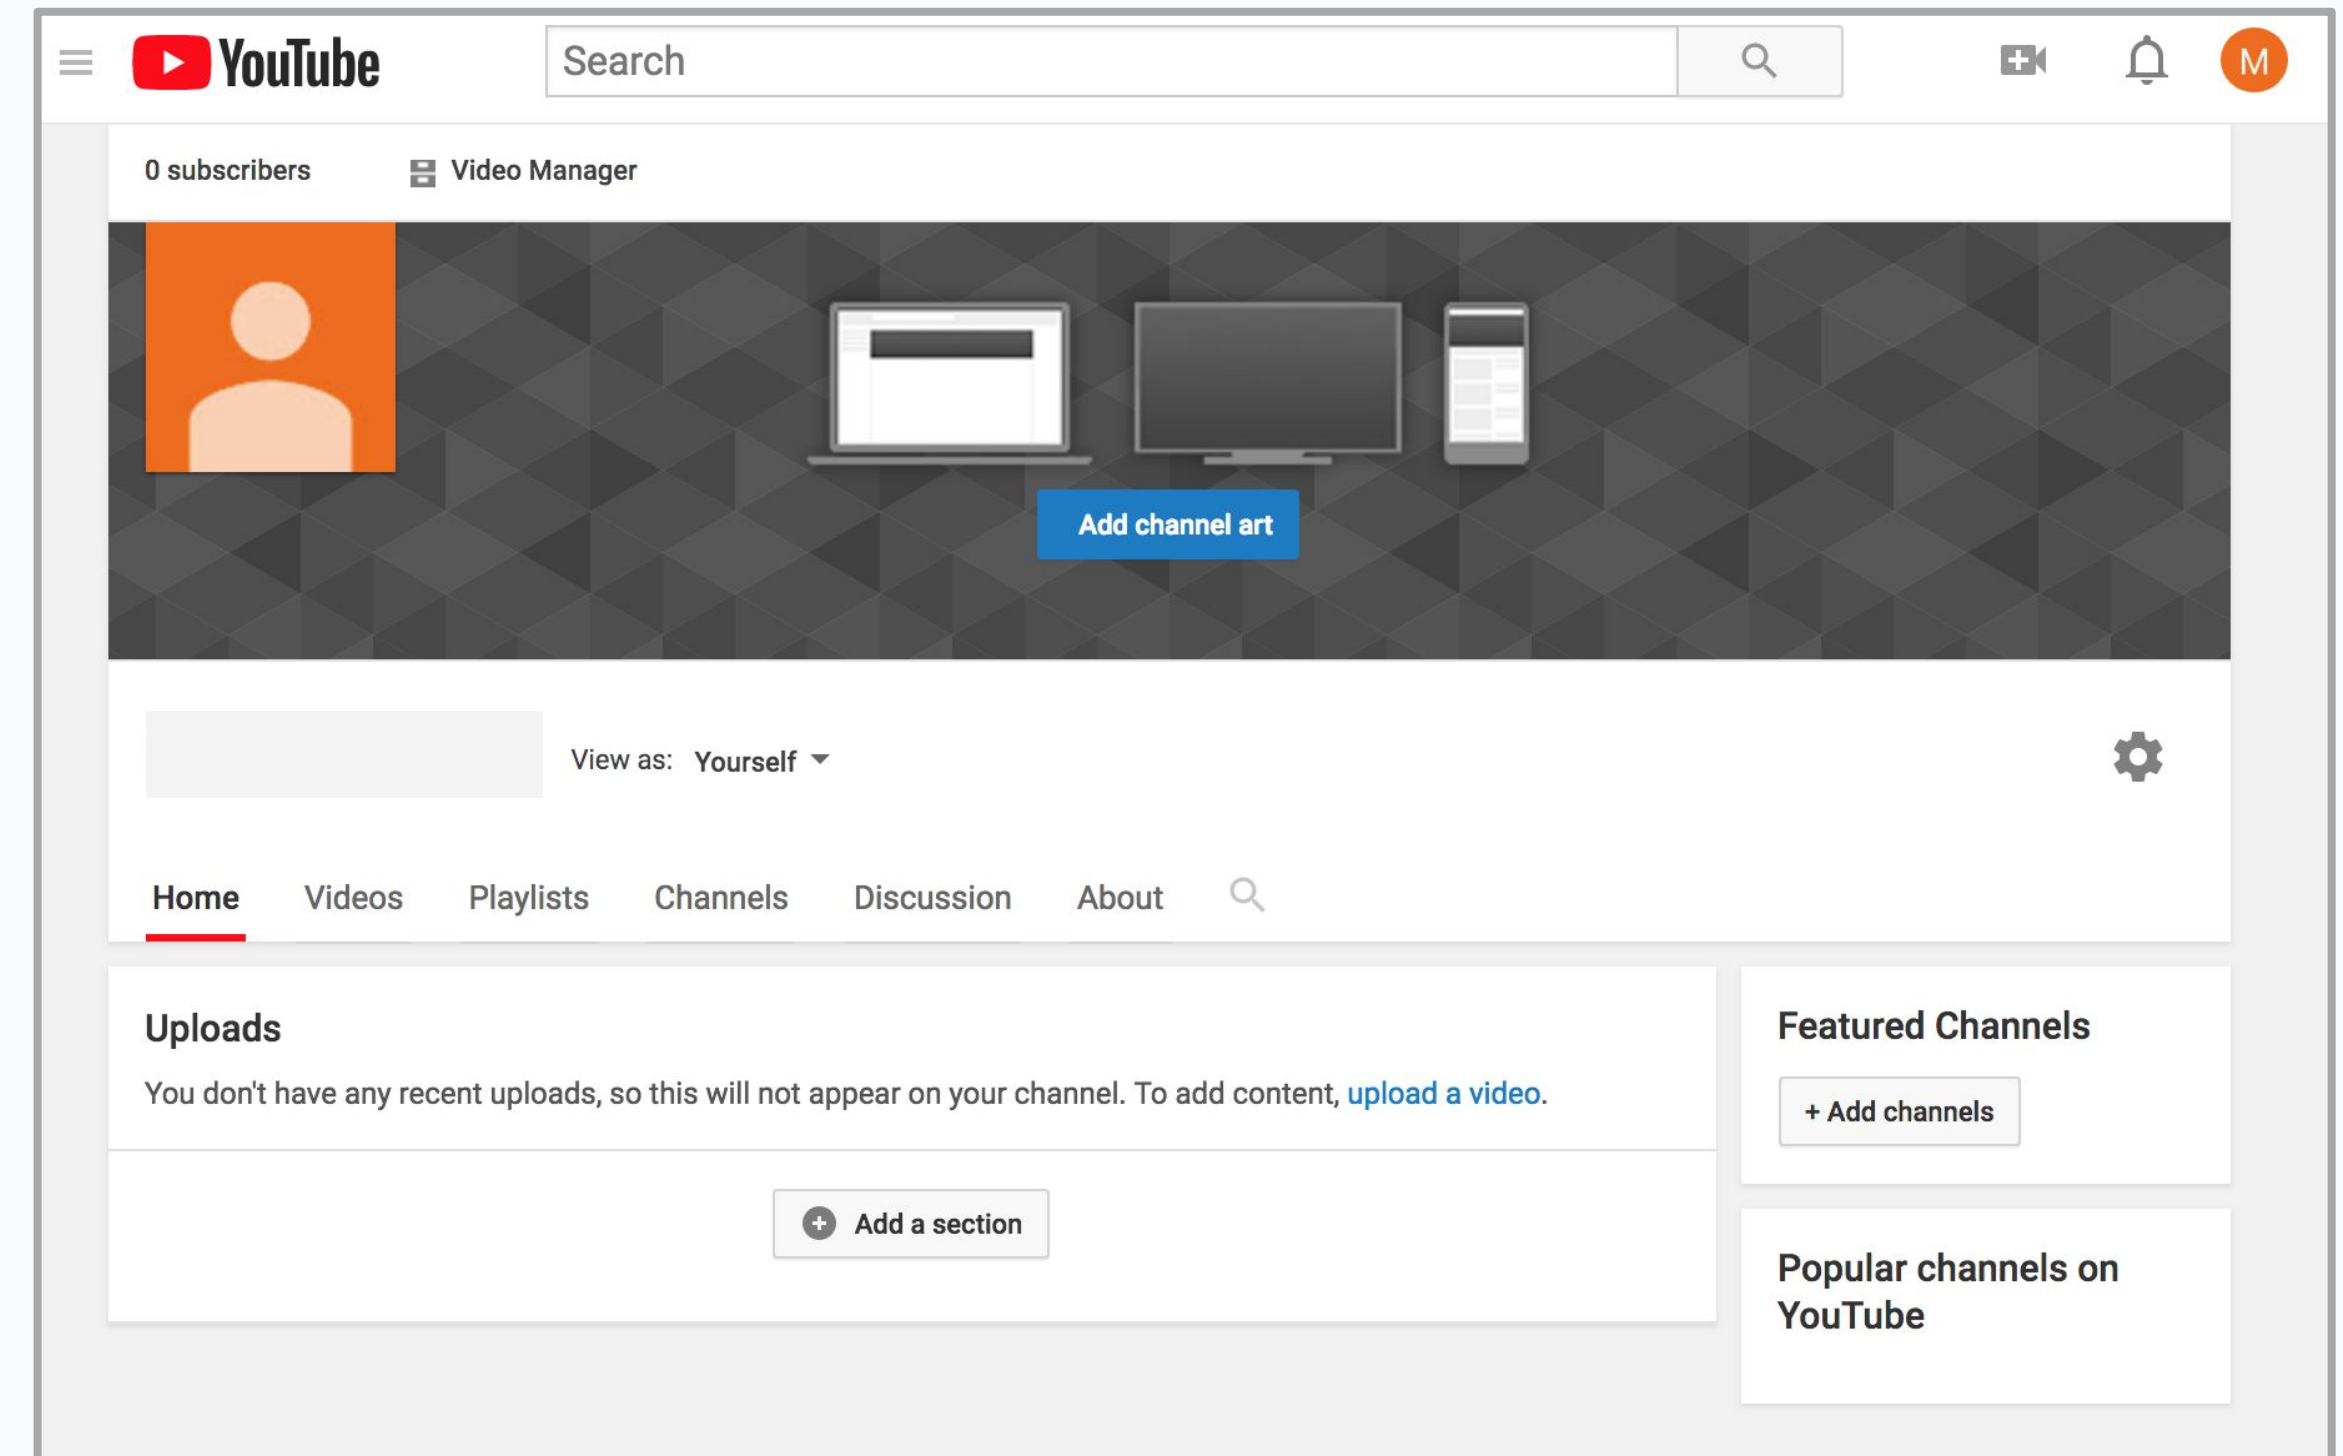 YouTube
Search
M
0 subscribers
Video Manager
Add channel art
View as: Yourself
Home Videos Playlists Channels Discussion About
Uploads
You don't have any recent uploads, so this will not appear on your channel. To add content, upload a video.
Add a section
Featured Channels
+ Add channels
Popular channels on
YouTube